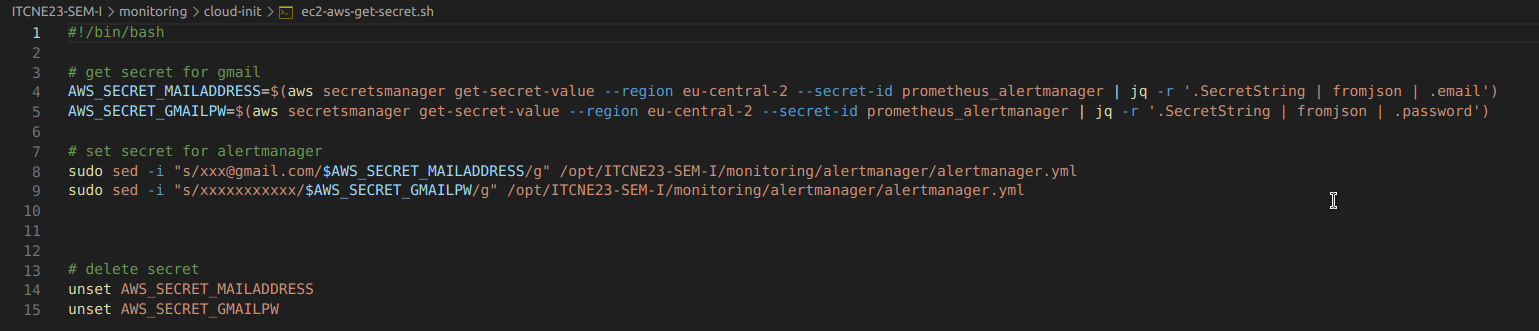 ITCNE23-SEM-I > monitoring > cloud-init > ec2-aws-get-secret.sh
1 #!/bin/bash
2
3 # get secret for gmail
4 AWS_SECRET_MAILADDRESS=$(aws secretsmanager get-secret-value --region eu-central-2 --secret-id prometheus_alertmanager | jq -r '.SecretString | fromjson | .email')
5 AWS_SECRET_GMAILPW=$(aws secretsmanager get-secret-value --region eu-central-2 --secret-id prometheus_alertmanager | jq -r '.SecretString | fromjson | .password')
6
7 # set secret for alertmanager
8 sudo sed -i "s/xxx@gmail.com/$AWS_SECRET_MAILADDRESS/g" /opt/ITCNE23-SEM-I/monitoring/alertmanager/alertmanager.yml
9 sudo sed -i "s/xxxxxxxxxxx/$AWS_SECRET_GMAILPW/g" /opt/ITCNE23-SEM-I/monitoring/alertmanager/alertmanager.yml
10
11
12
13 # delete secret
14 unset AWS_SECRET_MAILADDRESS
15 unset AWS_SECRET_GMAILPW